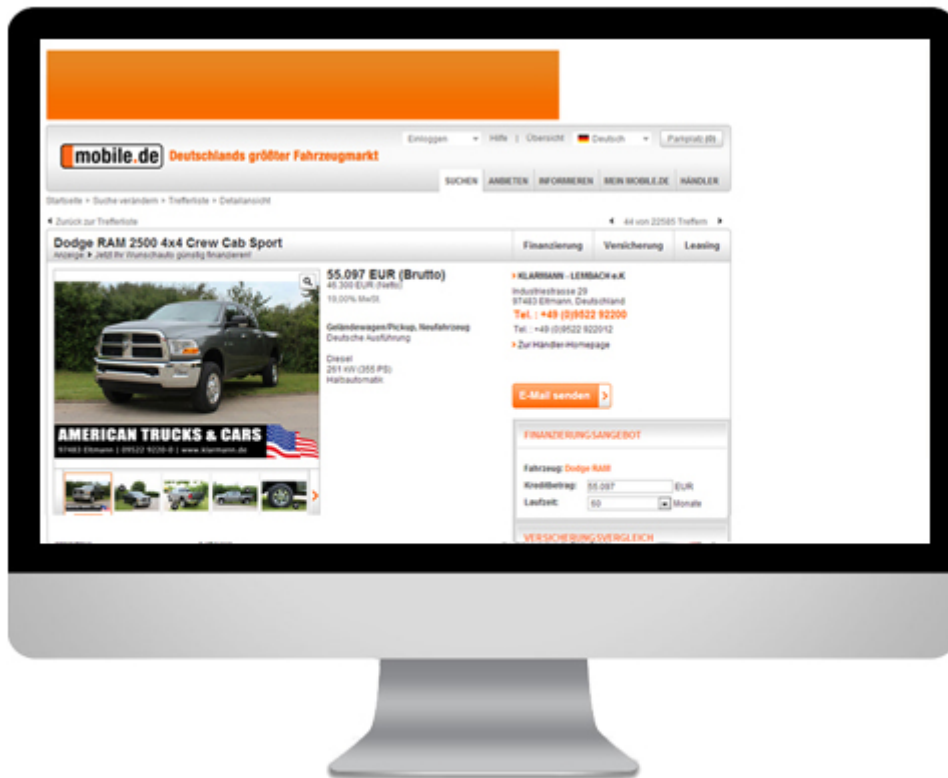 Einloggen Hilfe | Übersicht Deutsch Parkplatz (0)
mobile.de Deutschlands größter Fahrzeugmarkt
SUCHEN ANBIETEN INFORMIEREN MEIN MOBILE.DE HÄNDLER
Startseite » Suche verändern » Trefferliste » Detailansicht
Zurück zur Trefferliste
44 von 22585 Treffern
Dodge RAM 2500 4x4 Crew Cab Sport
Anzeige Jetzt Ihr Wunschauto günstig finanzieren!
Finanzierung Versicherung Leasing
55.097 EUR (Brutto)
46.300 EUR (Netto)
19,00% MwSt.
Geländewagen/Pickup, Neufahrzeug
Deutsche Ausführung
Diesel
261 kW (355 PS)
Halbautomatik
AMERICAN TRUCKS & CARS
97483 Eltmann | 09522 9220-0 | www.klarmann.de
KLARMANN - LEMBACH e.K
Industriestrasse 29
97483 Eltmann, Deutschland
Tel. : +49 (0)9522 92200
Tel. : +49 (0)9522 922012
Zur Händler-Homepage
E-Mail senden
FINANZIERUNGSANGEBOT
Fahrzeug: Dodge RAM
Kreditbetrag: 55.097 EUR
Laufzeit: 60 Monate
VERSICHERUNGSVERGLEICH